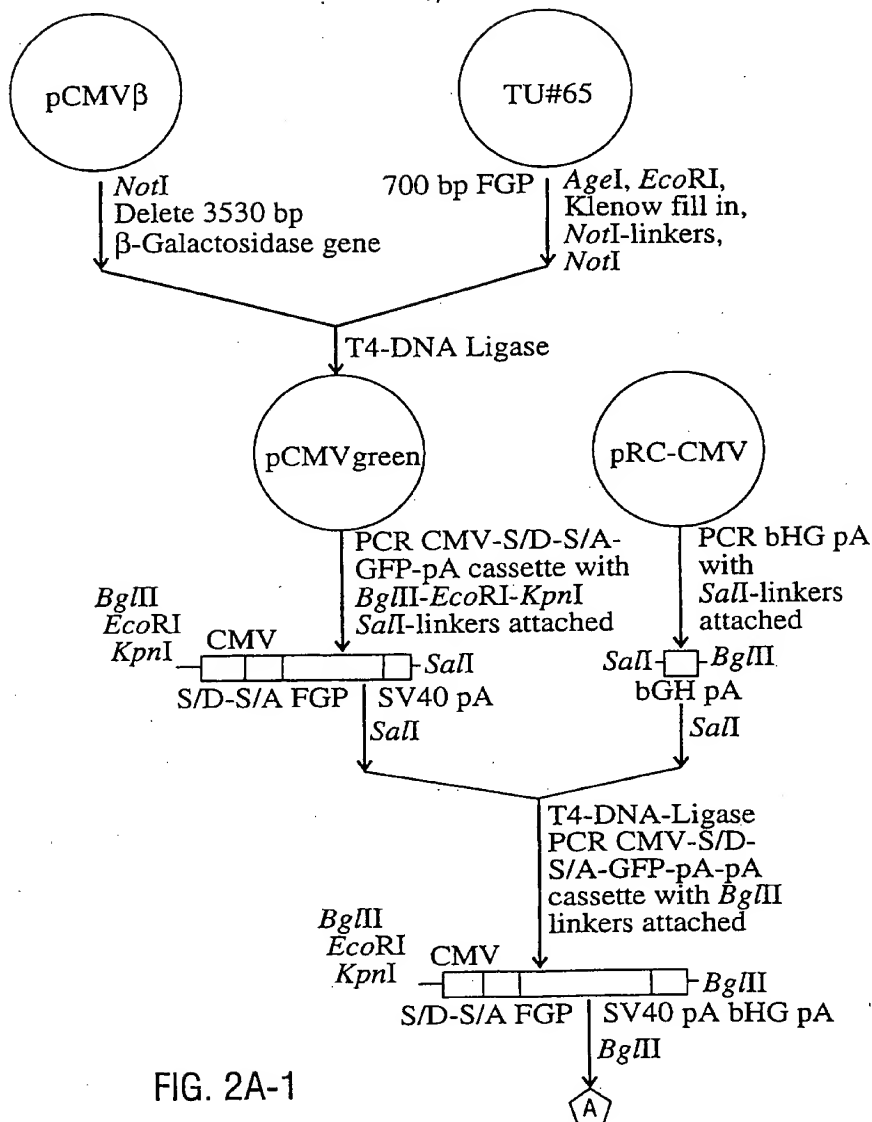 pCMVβ
TU#65
NotI
Delete 3530 bp
β-Galactosidase gene
700 bp FGP
AgeI, EcoRI,
Klenow fill in,
NotI-linkers,
NotI
T4-DNA Ligase
pCMVgreen
pRC-CMV
PCR CMV-S/D-S/A-
GFP-pA cassette with
BglII-EcoRI-KpnI
SalI-linkers attached
PCR bHG pA
with
SalI-linkers
attached
BglII
EcoRI
KpnI
CMV
SalI
S/D-S/A FGP
SV40 pA
SalI
BglII
bGH pA
SalI
SalI
T4-DNA-Ligase
PCR CMV-S/D-
S/A-GFP-pA-pA
cassette with BglII
linkers attached
BglII
EcoRI
KpnI
CMV
BglII
S/D-S/A FGP
SV40 pA bHG pA
BglII
A
FIG. 2A-1